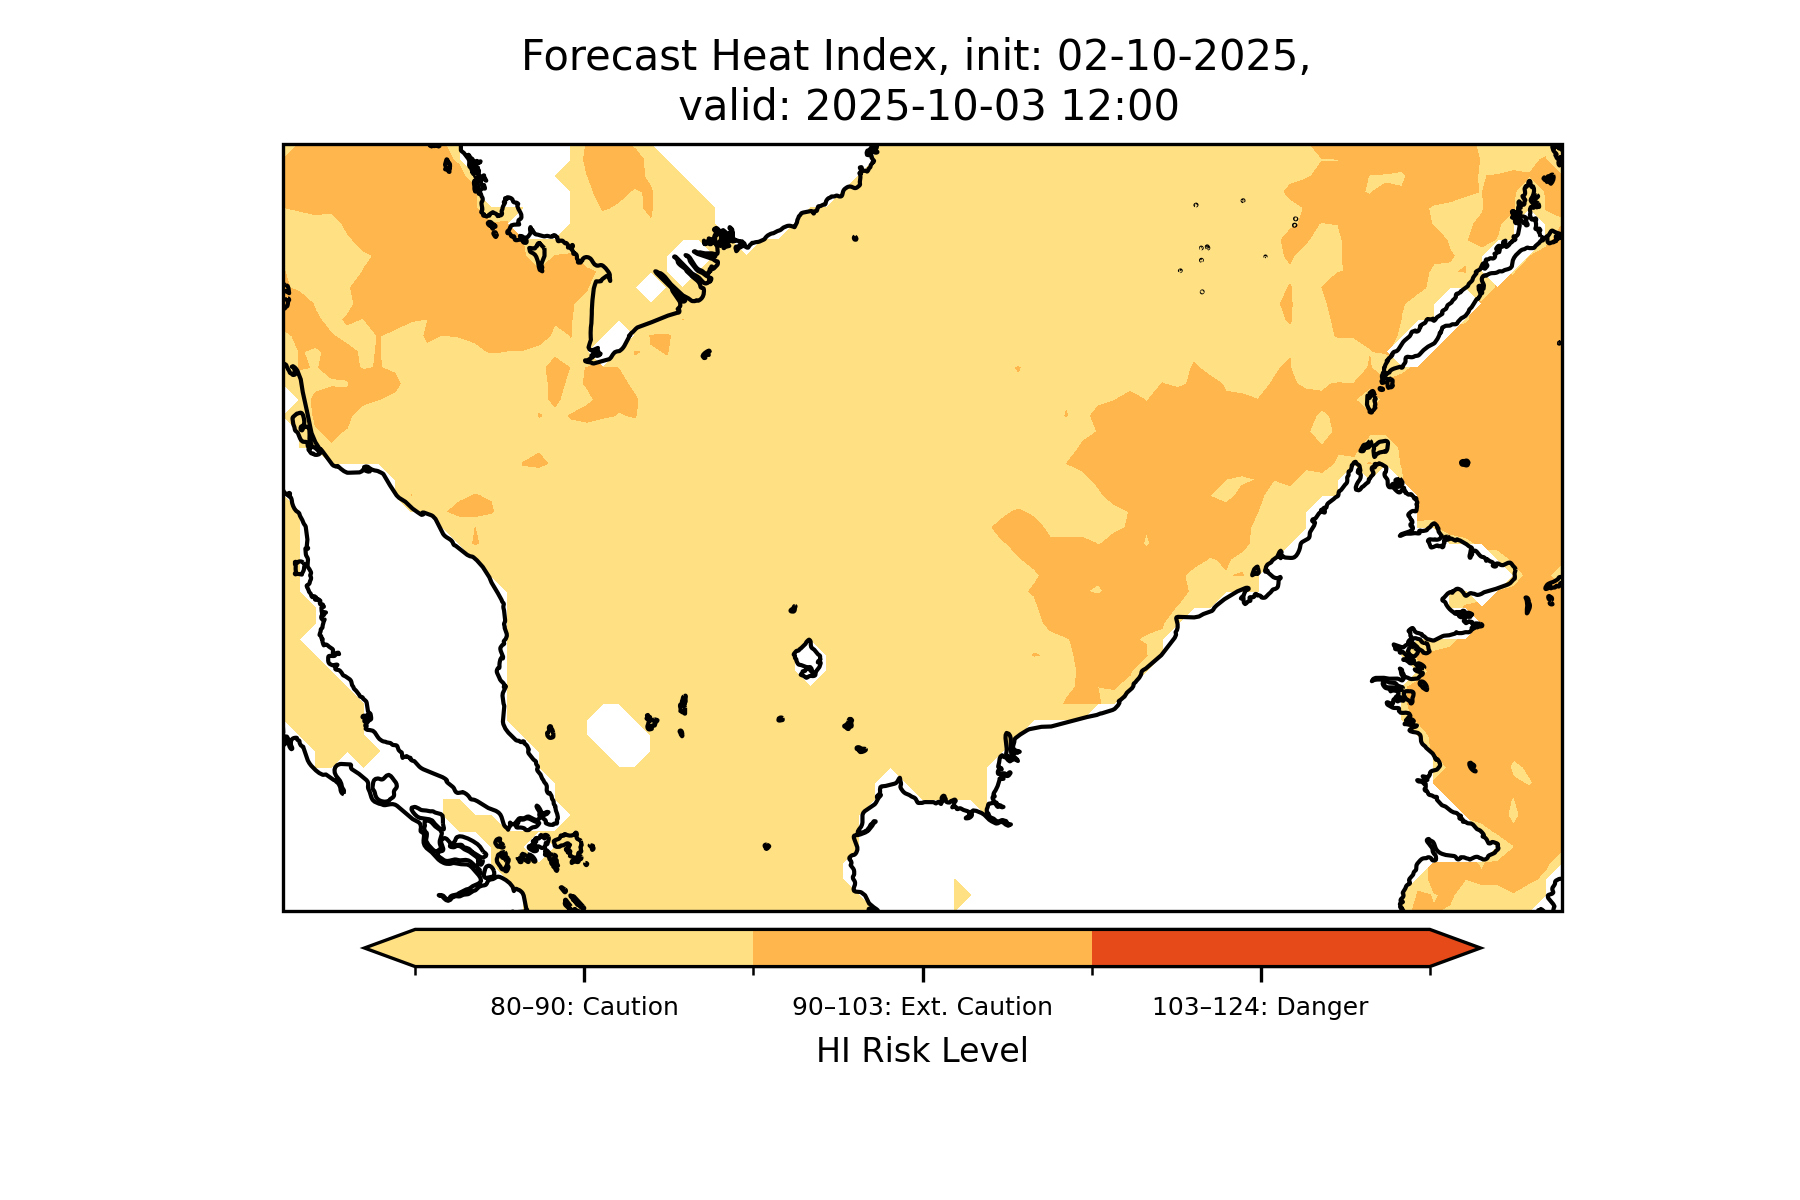 Forecast Heat Index, init: 02-10-2025,
valid: 2025-10-03 12:00
80–90: Caution
90–103: Ext. Caution
103–124: Danger
HI Risk Level